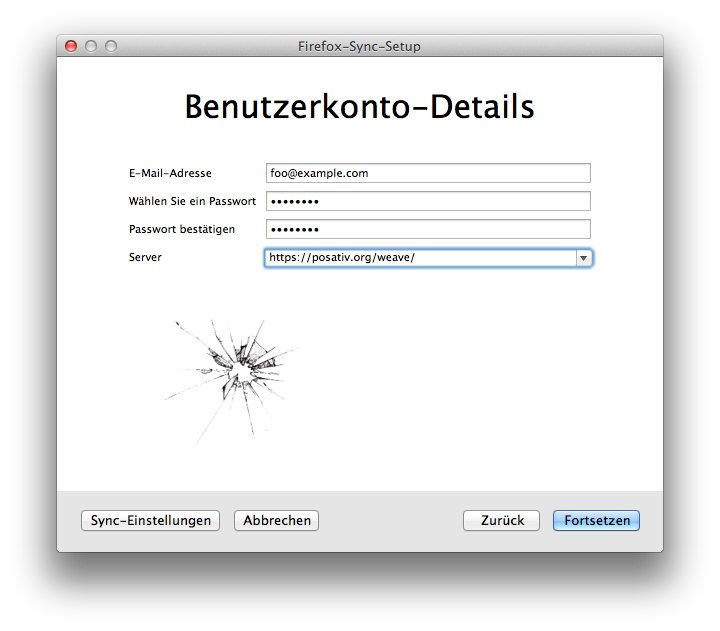 Firefox-Sync-Setup
Benutzerkonto-Details
E-Mail-Adresse foo@example.com
Wählen Sie ein Passwort ••••••••
Passwort bestätigen ••••••••
Server https://posativ.org/weave/
Sync-Einstellungen Abbrechen Zurück Fortsetzen